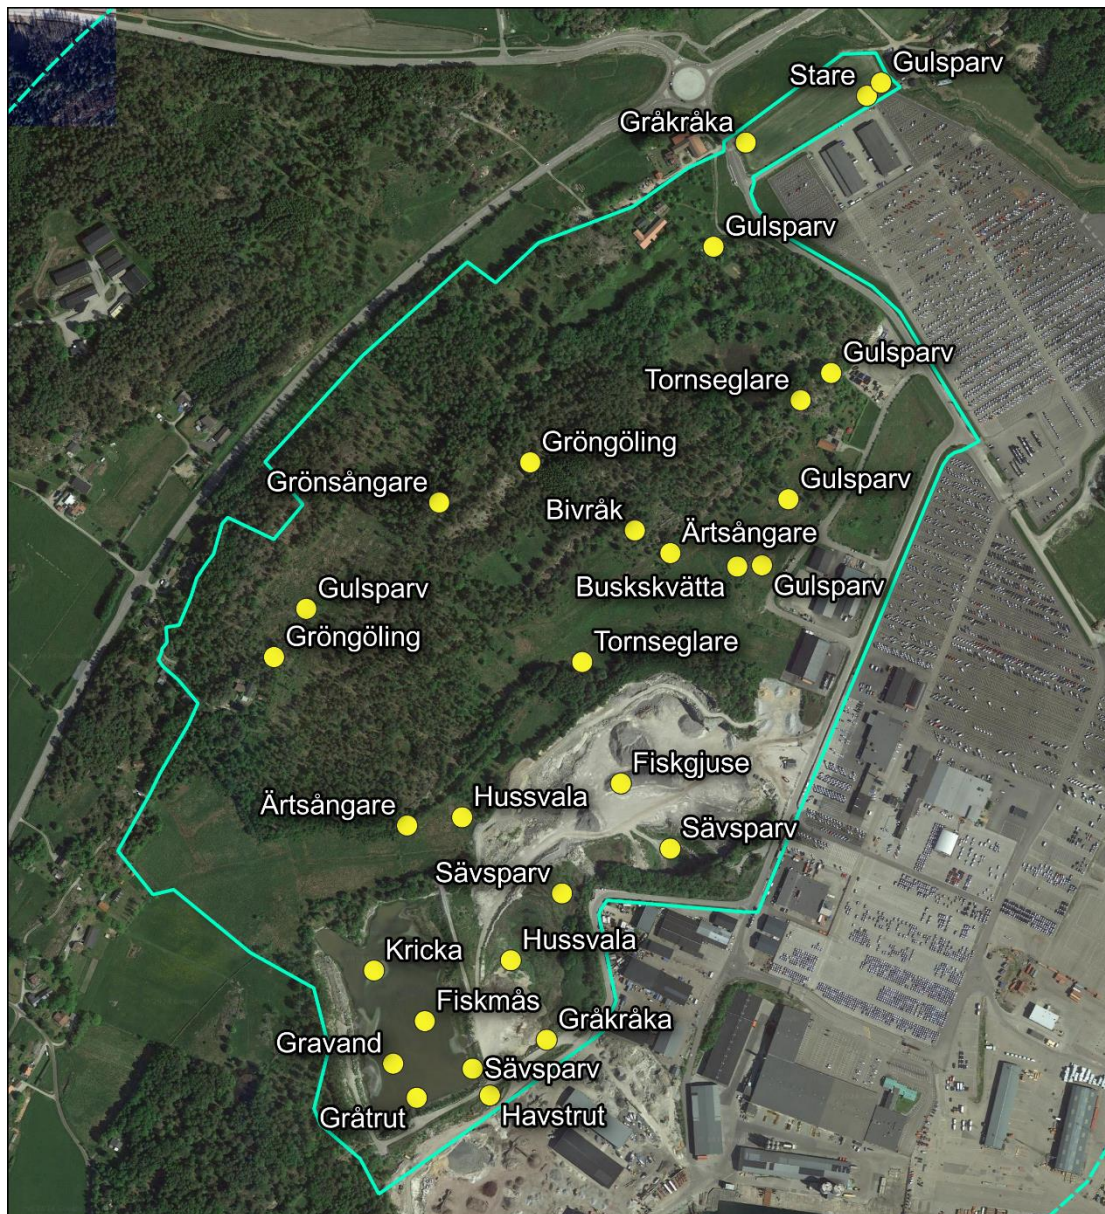 Gulsparv
Stare
Gråkråka
Gulsparv
Gulsparv
Tornseglare
Gröngöling
Grönsångare
Gulsparv
Bivråk
Ärtsångare
Buskskvätta
Gulsparv
Gulsparv
Gröngöling
Tornseglare
Fiskgjuse
Hussvala
Ärtsångare
Sävsparv
Sävsparv
Hussvala
Kricka
Fiskmås
Gråkråka
Gravand
Sävsparv
Gråtrut
Havstrut